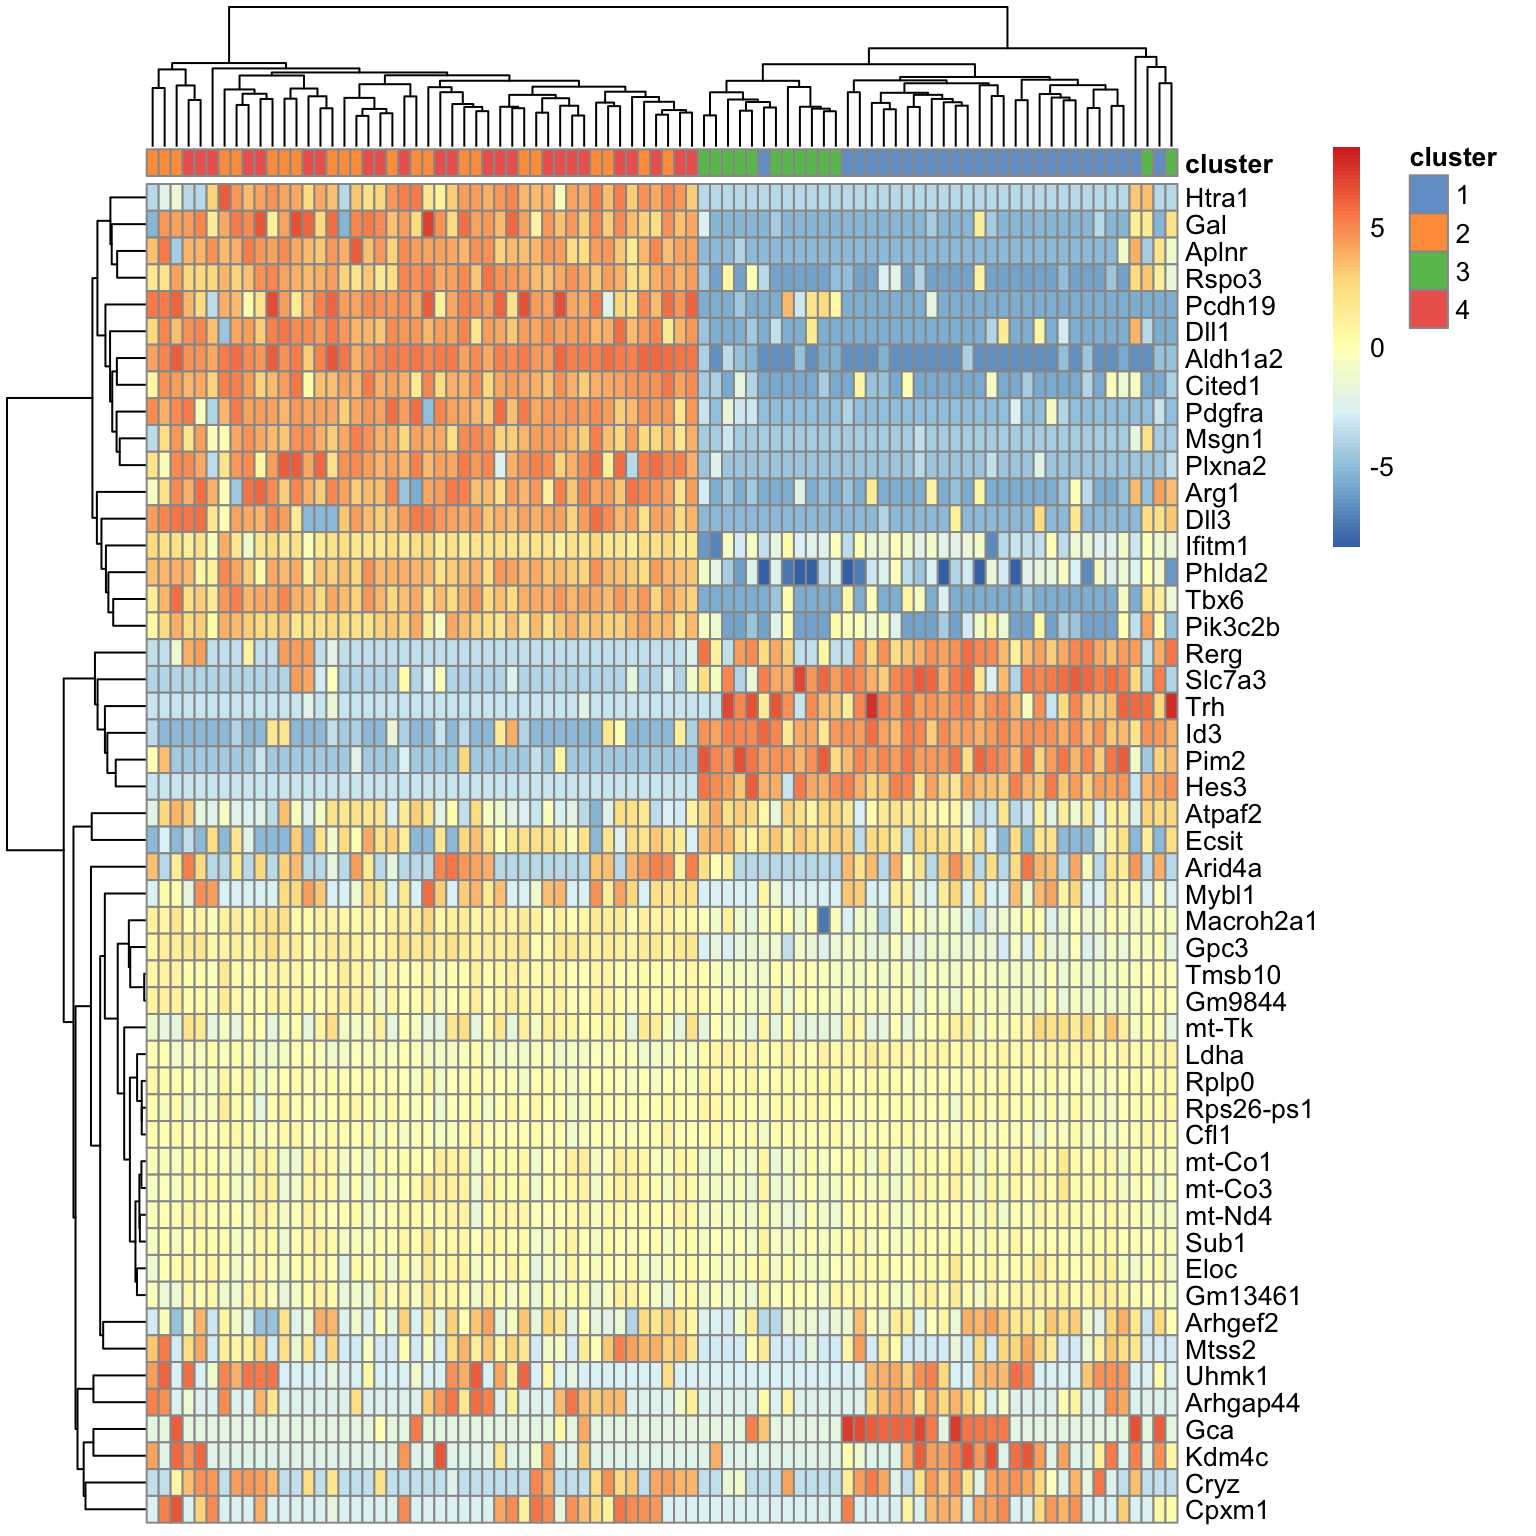 cluster
Htra1
Gal
Aplnr
Rspo3
Pcdh19
Dll1
Aldh1a2
Cited1
Pdgfra
Msgn1
Plxna2
Arg1
Dll3
Ifitm1
Phlda2
Tbx6
Pik3c2b
Rerg
Slc7a3
Trh
Id3
Pim2
Hes3
Atpaf2
Ecsit
Arid4a
Mybl1
Macroh2a1
Gpc3
Tmsb10
Gm9844
mt-Tk
Ldha
Rplp0
Rps26-ps1
Cfl1
mt-Co1
mt-Co3
mt-Nd4
Sub1
Eloc
Gm13461
Arhgef2
Mtss2
Uhmk1
Arhgap44
Gca
Kdm4c
Cryz
Cpxm1
5
0
-5
cluster
1
2
3
4